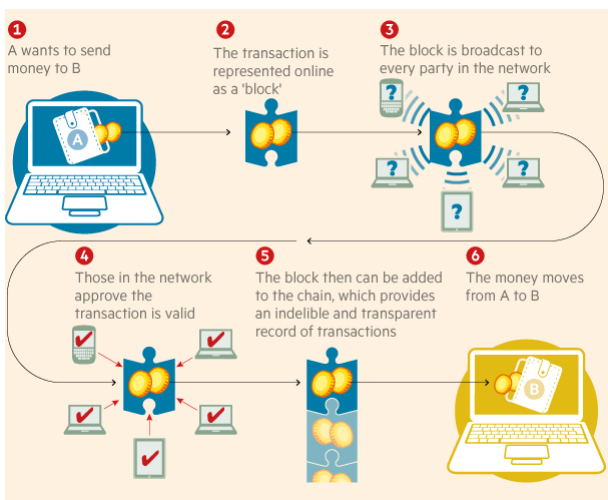 1
A wants to send
money to B
2
The transaction is
represented online
as a 'block'
3
The block is broadcast to
every party in the network
A
?
?
?
?
?
4
Those in the network
approve the
transaction is valid
5
The block then can be added
to the chain, which provides
an indelible and transparent
record of transactions
6
The money moves
from A to B
B